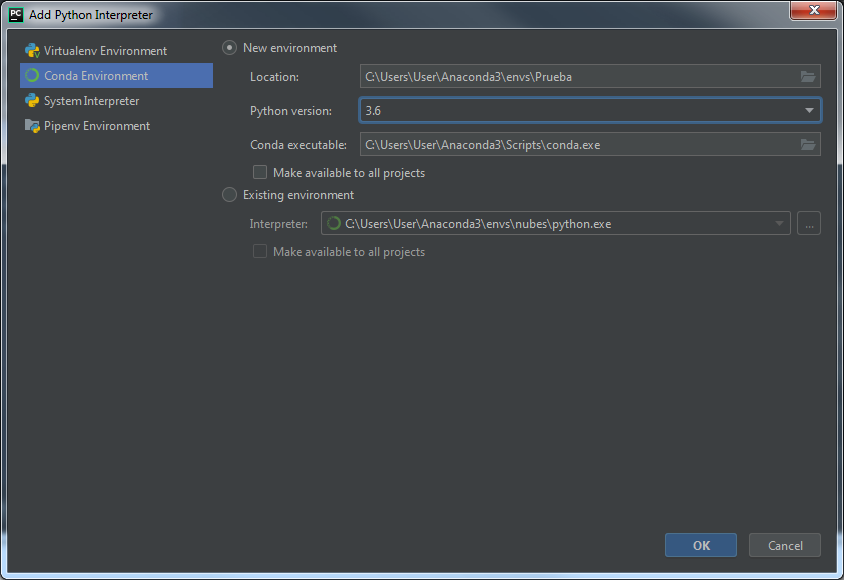 PC Add Python Interpreter
Virtualenv Environment
Conda Environment
System Interpreter
Pipenv Environment
New environment
Location: C:\Users\User\Anaconda3\envs\Prueba
Python version: 3.6
Conda executable: C:\Users\User\Anaconda3\Scripts\conda.exe
Make available to all projects
Existing environment
Interpreter: C:\Users\User\Anaconda3\envs\nubes\python.exe ...
Make available to all projects
OK Cancel